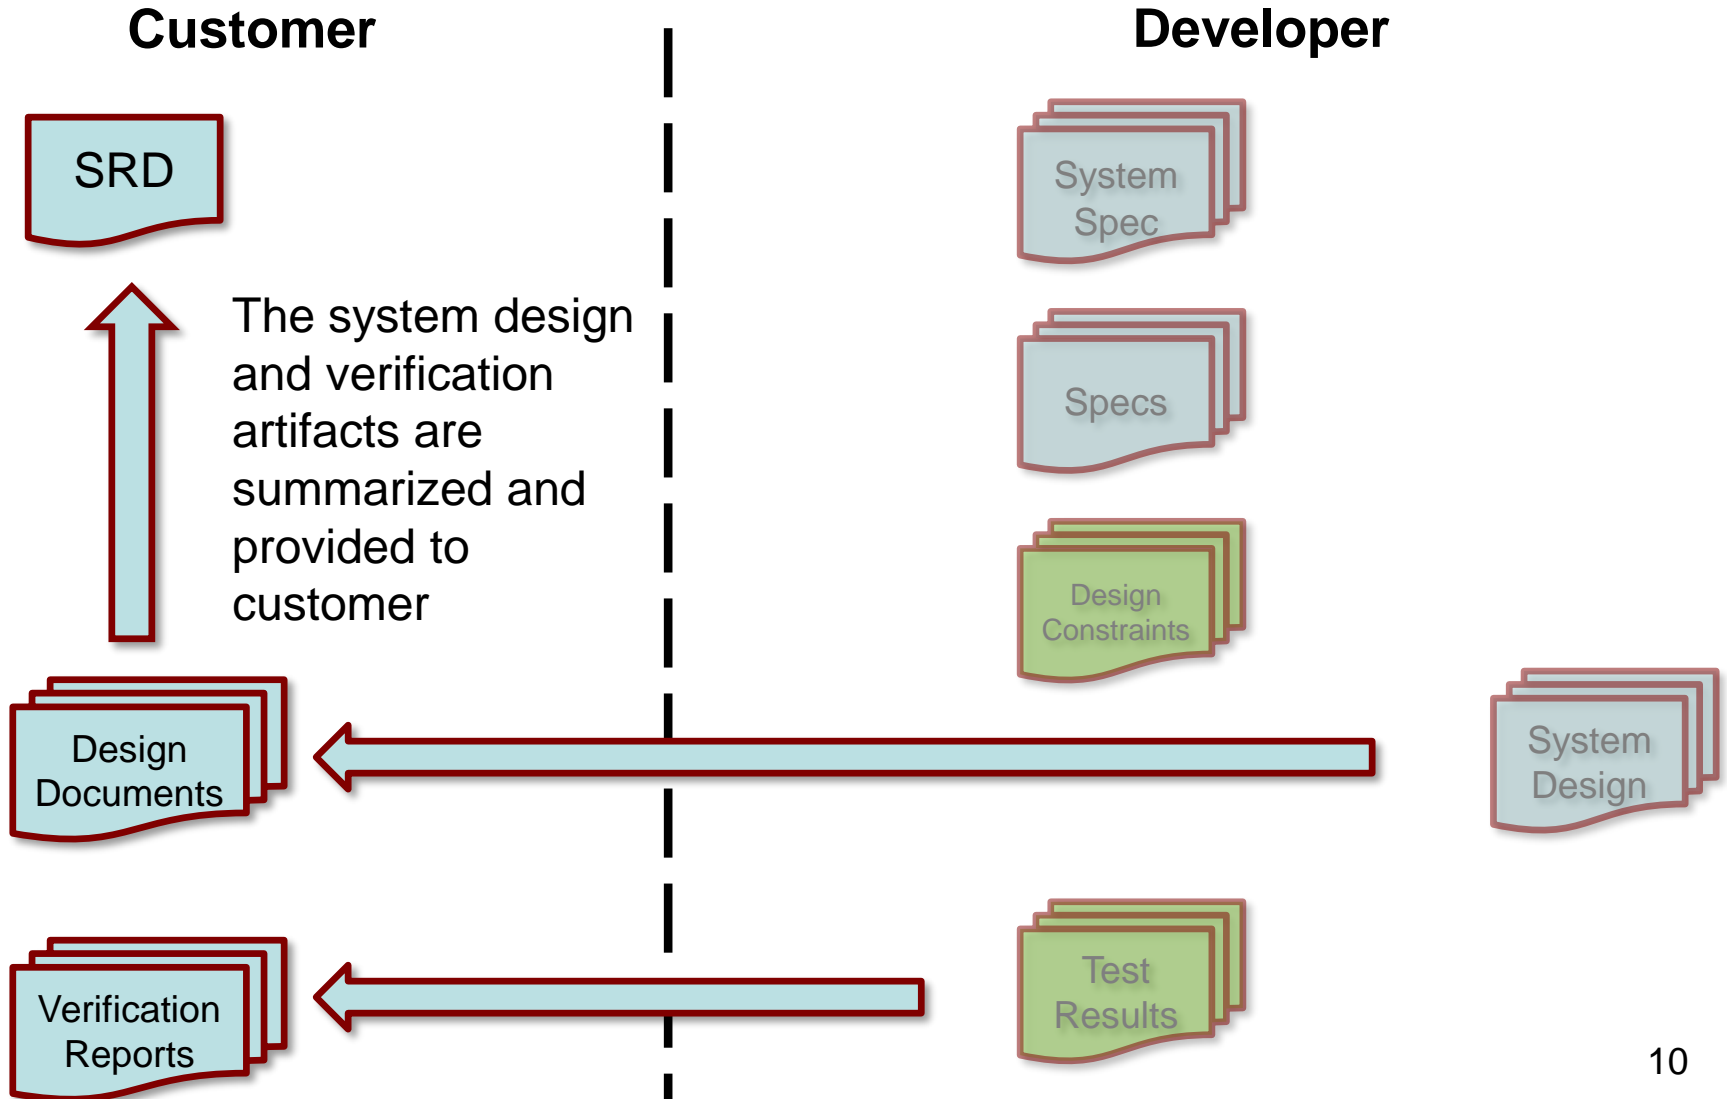 Customer
Developer
SRD
System
Spec
The system design
and verification
artifacts are
summarized and
provided to
customer
Specs
Design
Constraints
Design
Documents
System
Design
Verification
Reports
Test
Results
10